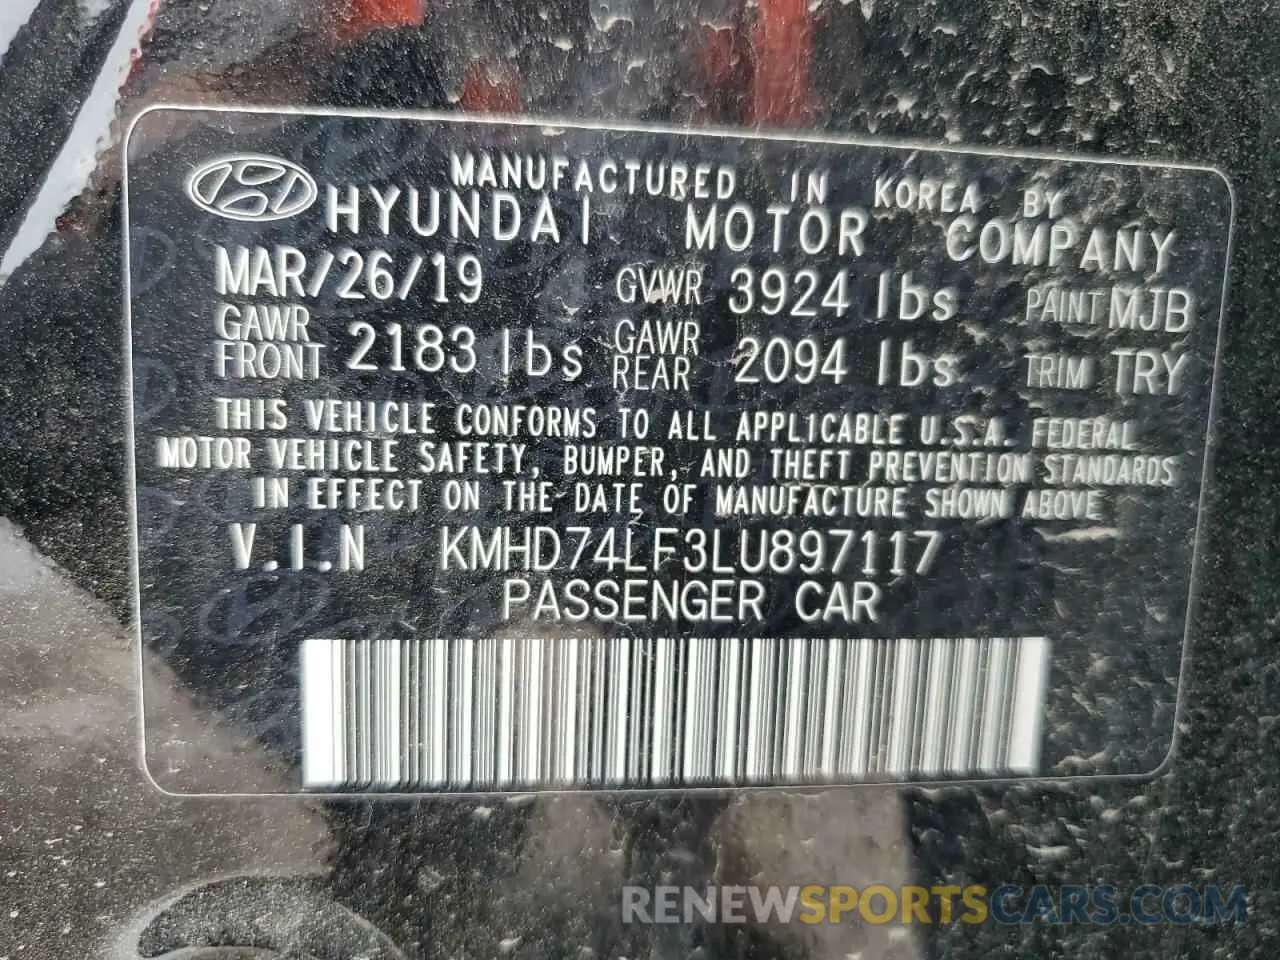 MANUFACTURED IN KOREA BY
HYUNDAI MOTOR COMPANY
MAR/26/19 GVWR 3924 lbs PAINT MJB
GAWR FRONT 2183 lbs GAWR REAR 2094 lbs TRIM TRY
THIS VEHICLE CONFORMS TO ALL APPLICABLE U.S.A. FEDERAL
MOTOR VEHICLE SAFETY, BUMPER, AND THEFT PREVENTION STANDARDS
IN EFFECT ON THE DATE OF MANUFACTURE SHOWN ABOVE
V.I.N KMHD74LF3LU897117
PASSENGER CAR
RENEWSPORTSCARS.COM